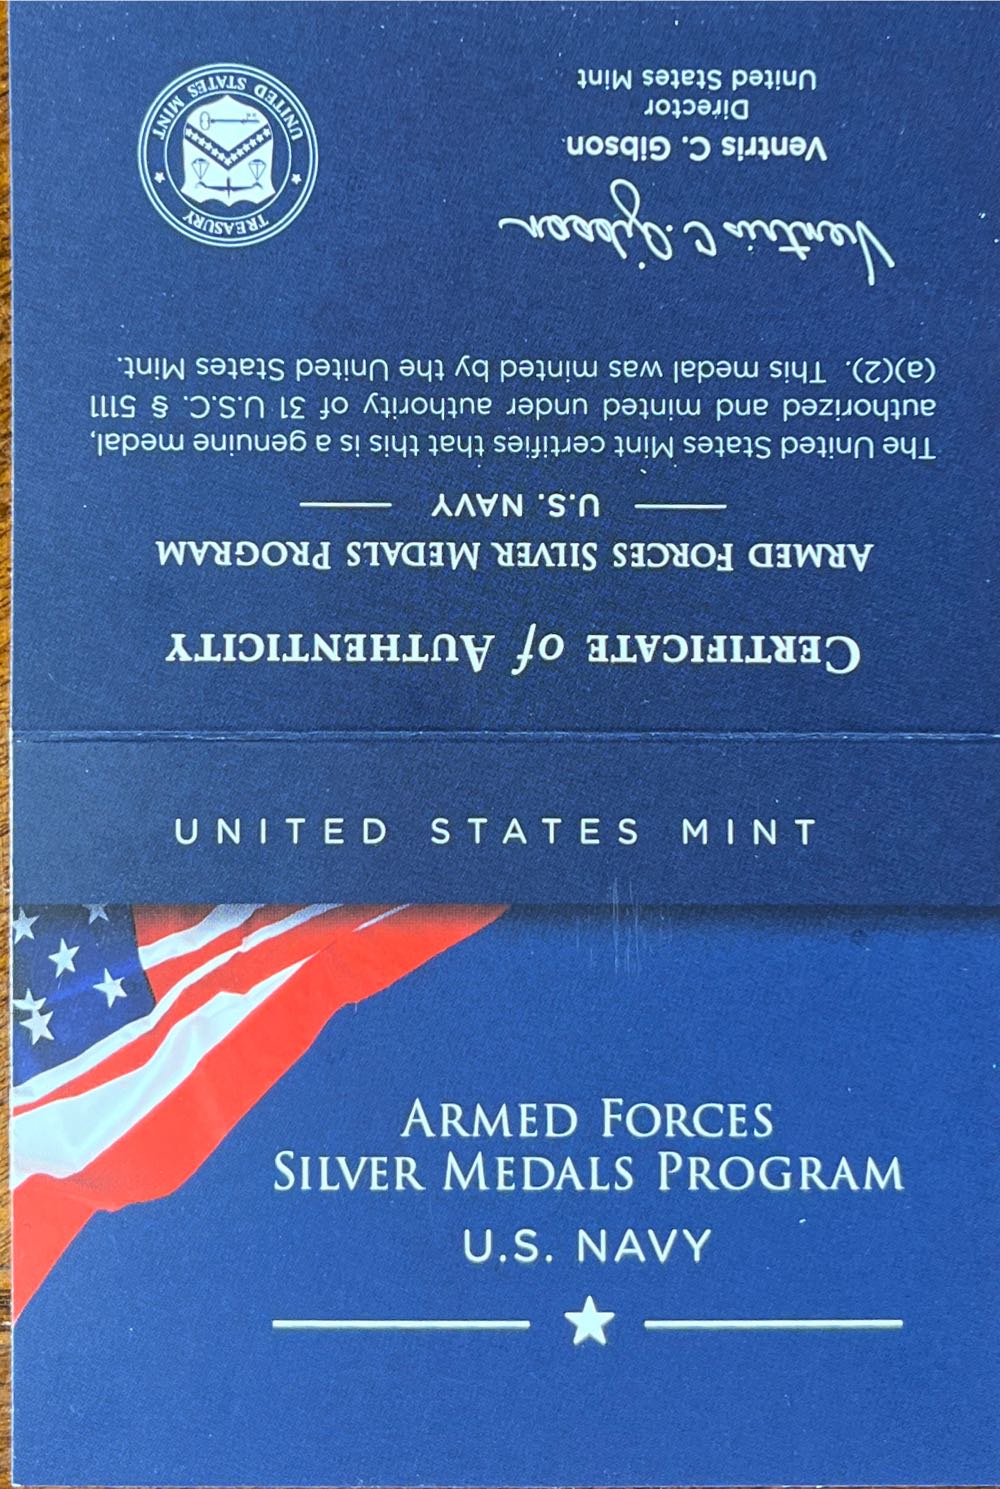 UNITED STATES MINT
ARMED FORCES
SILVER MEDALS PROGRAM
U.S. NAVY
CERTIFICATE of AUTHENTICITY
ARMED FORCES SILVER MEDALS PROGRAM
U.S. NAVY
The United States Mint certifies that this is a genuine medal,
authorized and minted under authority of 31 U.S.C. § 5111
(a)(2). This medal was minted by the United States Mint.
Ventris C. Gibson
Ventris C. Gibson
Director
United States Mint
TREASURY
UNITED STATES MINT